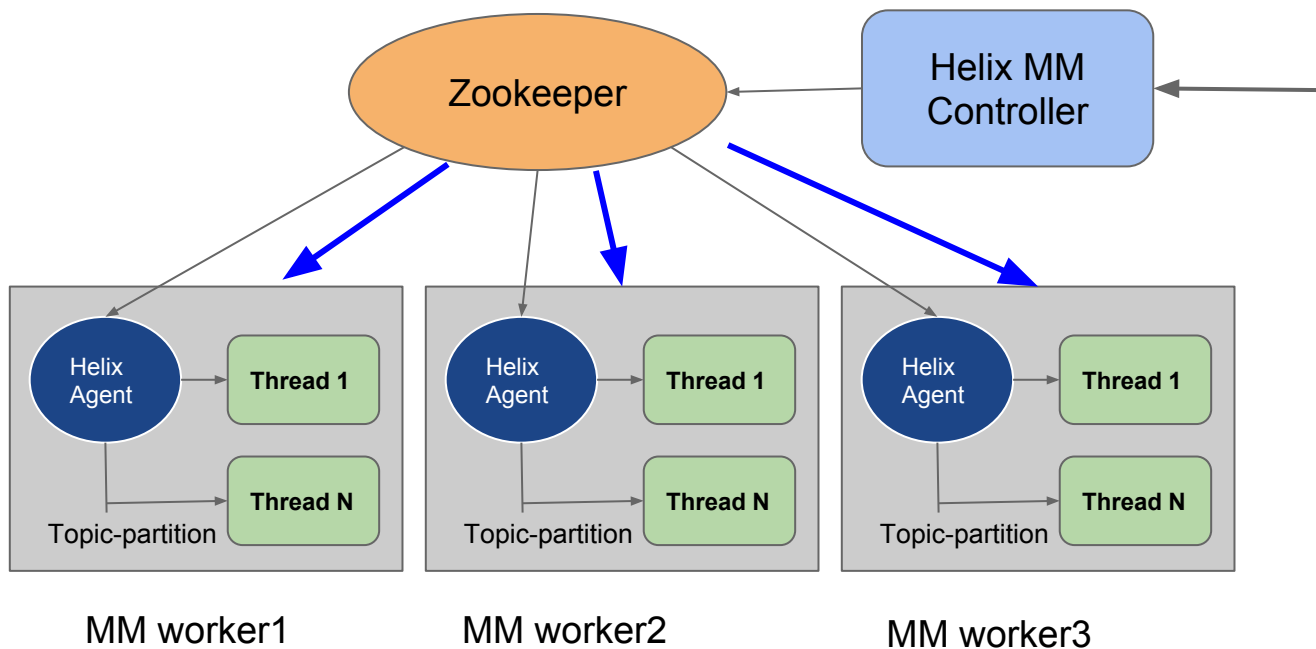 Zookeeper
Helix MM
Controller
Helix
Agent
Thread 1
Thread N
Topic-partition
Helix
Agent
Thread 1
Thread N
Topic-partition
Helix
Agent
Thread 1
Thread N
Topic-partition
MM worker1
MM worker2
MM worker3